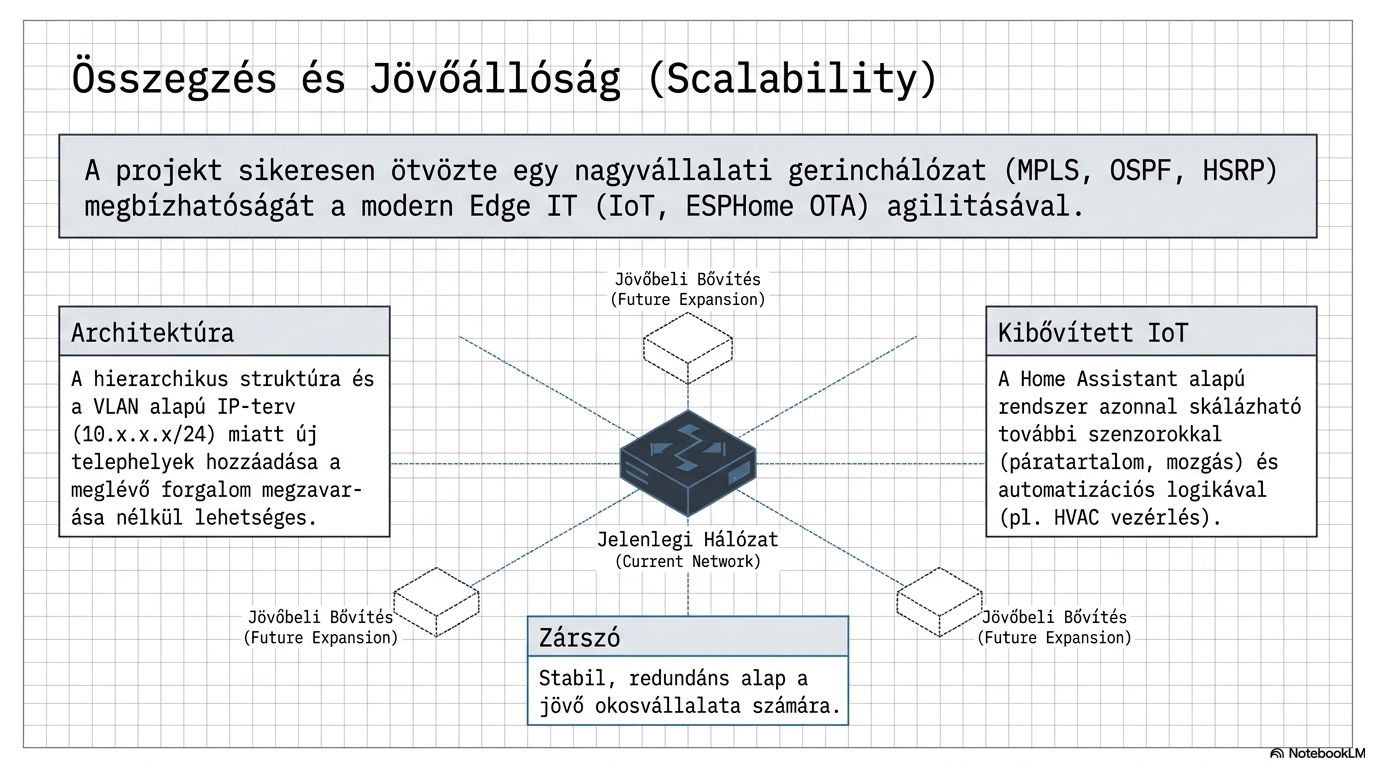 Összegzés és Jövőállóság (Scalability)
A projekt sikeresen ötvözte egy nagyvállalati gerinchálózat (MPLS, OSPF, HSRP)
megbízhatóságát a modern Edge IT (IoT, ESPHome OTA) agilitásával.
Jövőbeli Bővítés
(Future Expansion)
Architektúra
A hierarchikus struktúra és
a VLAN alapú IP-terv
(10.x.x.x/24) miatt új
telephelyek hozzáadása a
meglévő forgalom megzavar-
ása nélkül lehetséges.
Kibővített IoT
A Home Assistant alapú
rendszer azonnal skálázható
további szenzorokkal
(páratartalom, mozgás) és
automatizációs logikával
(pl. HVAC vezérlés).
Jelenlegi Hálózat
(Current Network)
Jövőbeli Bővítés
(Future Expansion)
Jövőbeli Bővítés
(Future Expansion)
Zárszó
Stabil, redundáns alap a
jövő okosvállalata számára.
NotebookLM